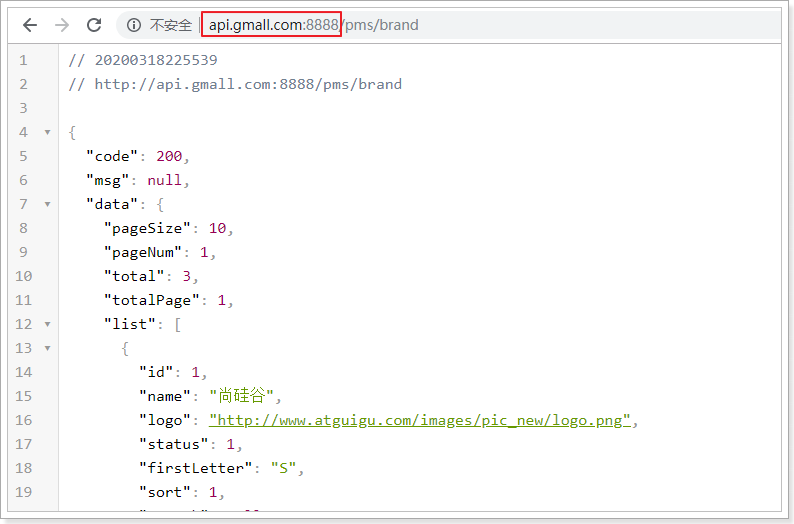 不安全 api.gmall.com:8888/pms/brand
1 // 20200318225539
2 // http://api.gmall.com:8888/pms/brand
3
4 {
5 "code": 200,
6 "msg": null,
7 "data": {
8 "pageSize": 10,
9 "pageNum": 1,
10 "total": 3,
11 "totalPage": 1,
12 "list": [
13 {
14 "id": 1,
15 "name": "尚硅谷",
16 "logo": "http://www.atguigu.com/images/pic_new/logo.png",
17 "status": 1,
18 "firstLetter": "S",
19 "sort": 1,